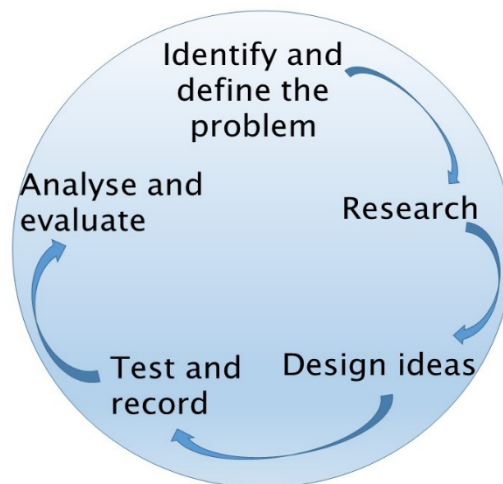 Identify and
define the
problem
Research
Design ideas
Test and
record
Analyse and
evaluate